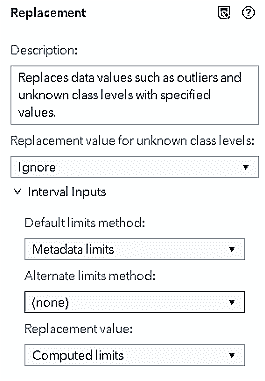 Replacement
Description:
Replaces data values such as outliers and
unknown class levels with specified
values.
Replacement value for unknown class levels:
Ignore
Interval Inputs
Default limits method:
Metadata limits
Alternate limits method:
(none)
Replacement value:
Computed limits